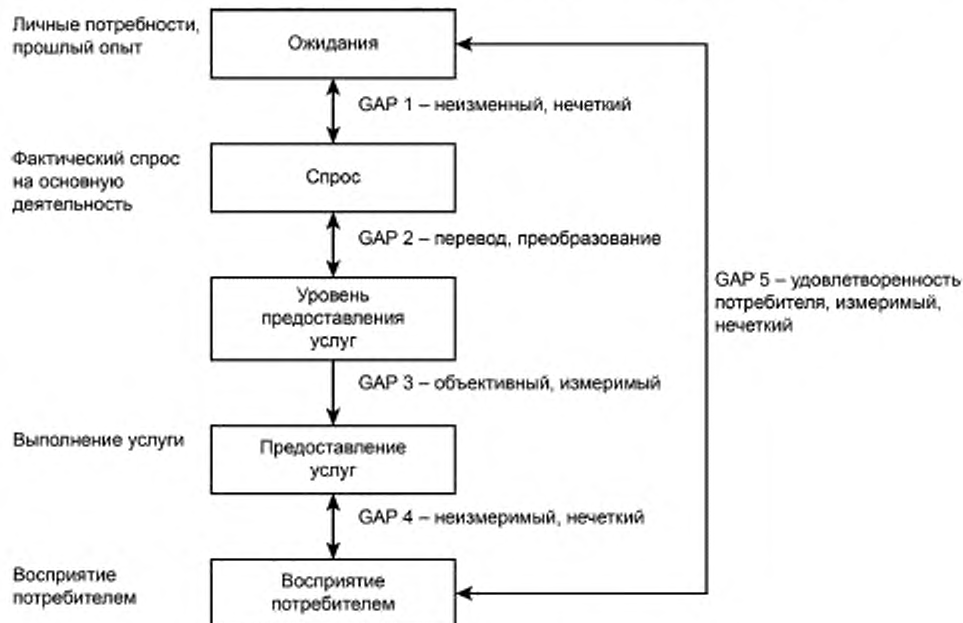 Личные потребности,
прошлый опыт
Ожидания
GAP 1 – неизменный, нечеткий
Фактический спрос
на основную
деятельность
Спрос
GAP 2 – перевод, преобразование
Уровень
предоставления
услуг
GAP 5 – удовлетворенность
потребителя, измеримый,
нечеткий
GAP 3 – объективный, измеримый
Выполнение услуги
Предоставление
услуг
GAP 4 – неизмеримый, нечеткий
Восприятие
потребителем
Восприятие
потребителем